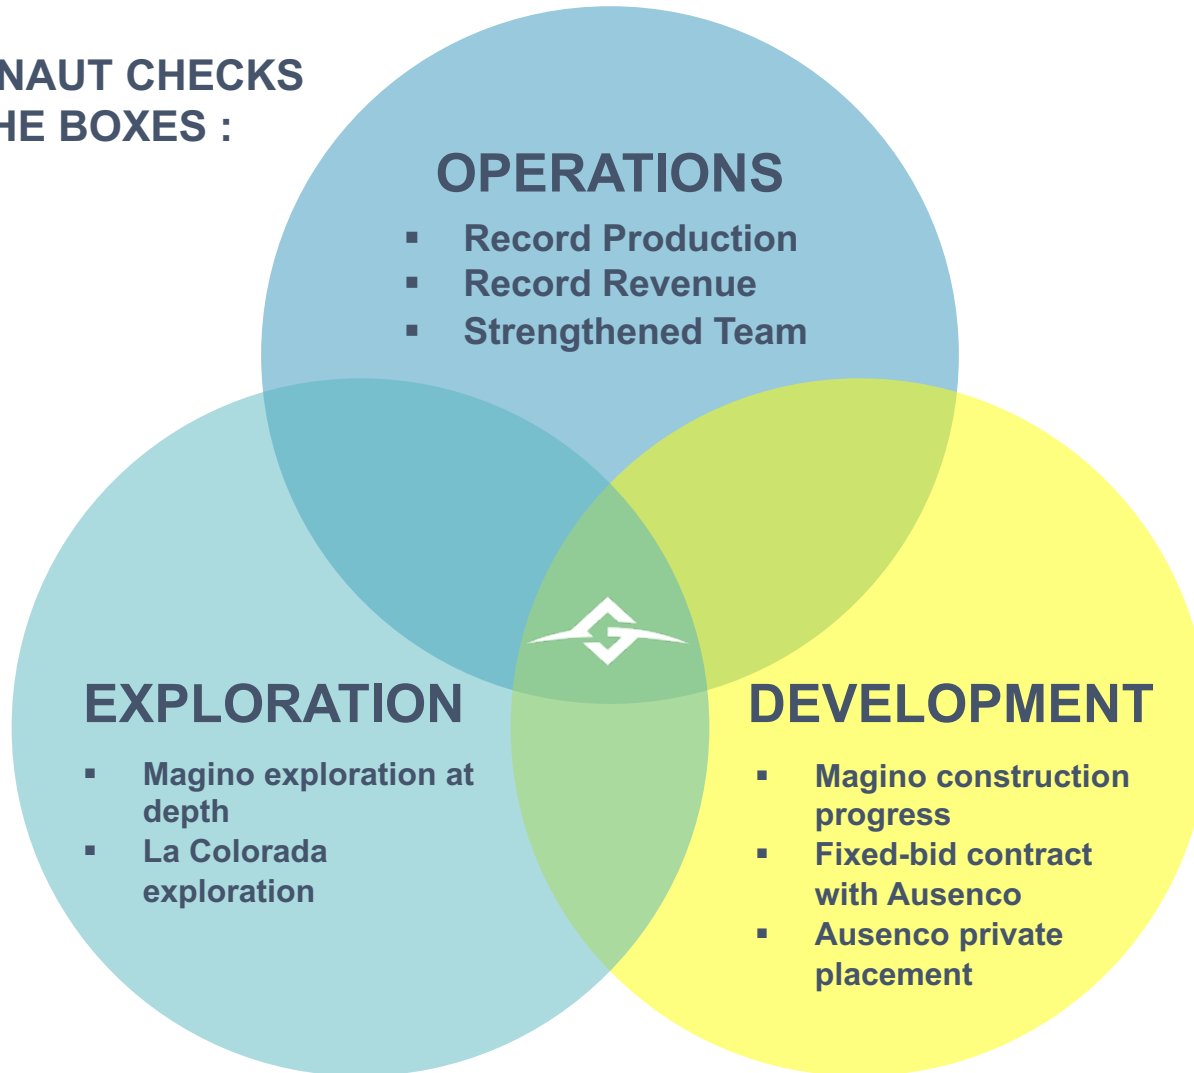 NAUT CHECKS
HE BOXES :
OPERATIONS
▪ Record Production
▪ Record Revenue
▪ Strengthened Team
EXPLORATION
▪ Magino exploration at
depth
▪ La Colorada
exploration
DEVELOPMENT
▪ Magino construction
progress
▪ Fixed-bid contract
with Ausenco
▪ Ausenco private
placement